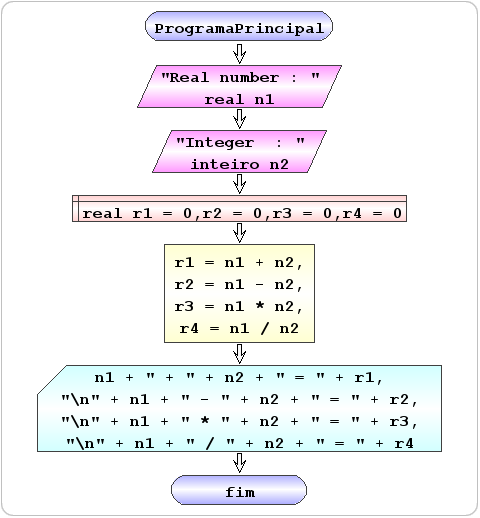 ProgramaPrincipal
"Real number : "
real n1
"Integer  : "
inteiro n2
real r1 = 0,r2 = 0,r3 = 0,r4 = 0
r1 = n1 + n2,
r2 = n1 - n2,
r3 = n1 * n2,
r4 = n1 / n2
n1 + " + " + n2 + " = " + r1,
"\n" + n1 + " - " + n2 + " = " + r2,
"\n" + n1 + " * " + n2 + " = " + r3,
"\n" + n1 + " / " + n2 + " = " + r4
fim